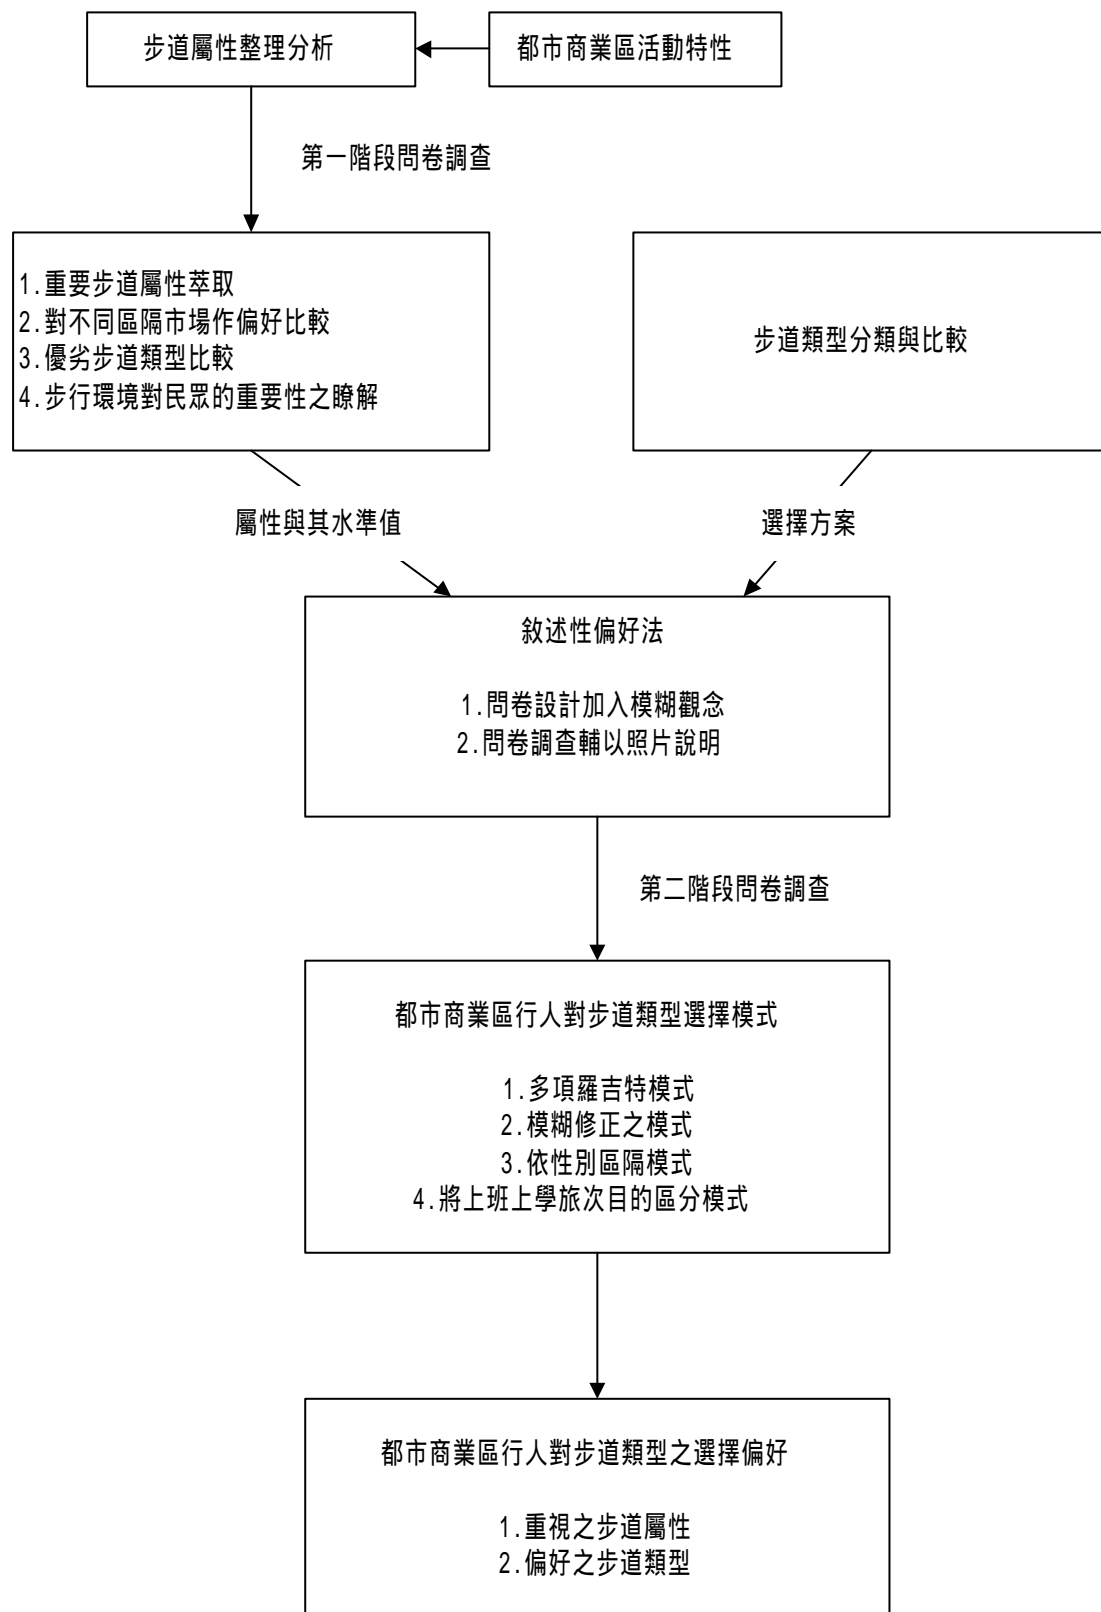 步道屬性整理分析
都市商業區活動特性
第一階段問卷調查
1.重要步道屬性萃取
2.對不同區隔市場作偏好比較
3.優劣步道類型比較
4.步行環境對民眾的重要性之瞭解
步道類型分類與比較
屬性與其水準值
選擇方案
敘述性偏好法
1.問卷設計加入模糊觀念
2.問卷調查輔以照片說明
第二階段問卷調查
都市商業區行人對步道類型選擇模式
1.多項羅吉特模式
2.模糊修正之模式
3.依性別區隔模式
4.將上班上學旅次目的區分模式
都市商業區行人對步道類型之選擇偏好
1.重視之步道屬性
2.偏好之步道類型